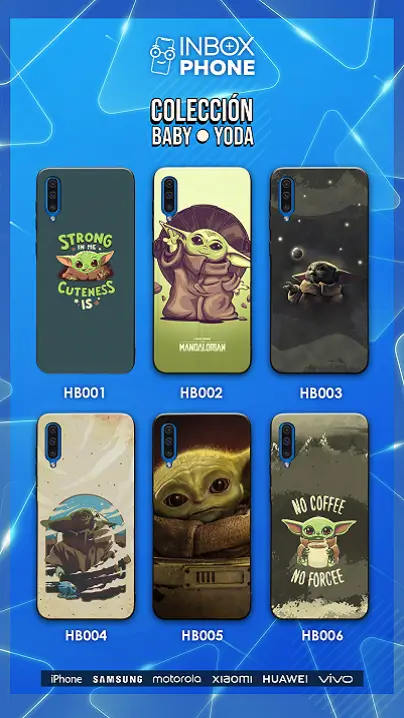 INBOX
PHONE
COLECCIÓN
BABY YODA
STRONG
IN ME
CUTENESS
IS
MANDALORIAN
HB001
HB002
HB003
NO COFFEE
NO FORCEE
HB004
HB005
HB006
iPhone SAMSUNG motorola xiaomi HUAWEI vivo